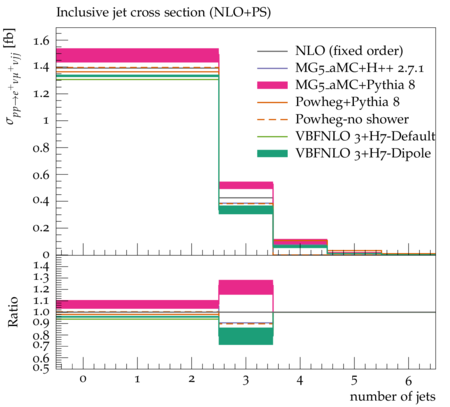 Inclusive jet cross section (NLO+PS)
σpp→e+νμ+νjj [fb]
1.6
1.4
1.2
1.0
0.8
0.6
0.4
0.2
0
NLO (fixed order)
MG5_aMC+H++ 2.7.1
MG5_aMC+Pythia 8
Powheg+Pythia 8
Powheg-no shower
VBFNLO 3+H7-Default
VBFNLO 3+H7-Dipole
Ratio
1.4
1.3
1.2
1.1
1.0
0.9
0.8
0.7
0.6
0.5
0 1 2 3 4 5 6
number of jets